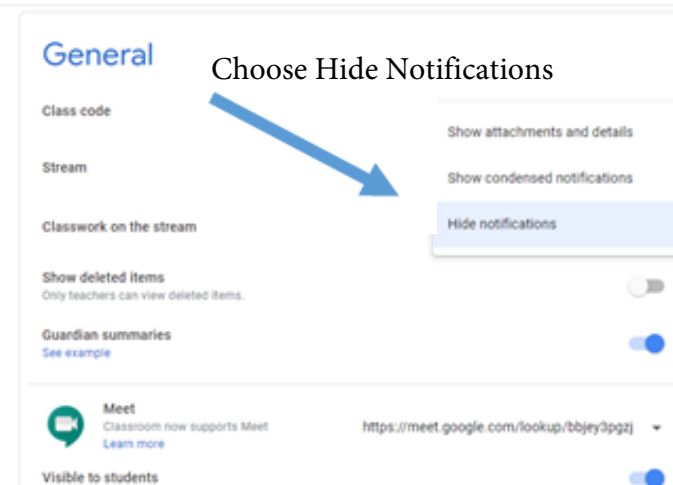 General
Choose Hide Notifications
Class code
Show attachments and details
Stream
Show condensed notifications
Hide notifications
Classwork on the stream
Show deleted items
Only teachers can view deleted items.
Guardian summaries
See example
Meet
Classroom now supports Meet
https://meet.google.com/lookup/bbjey3pgzj
Learn more
Visible to students